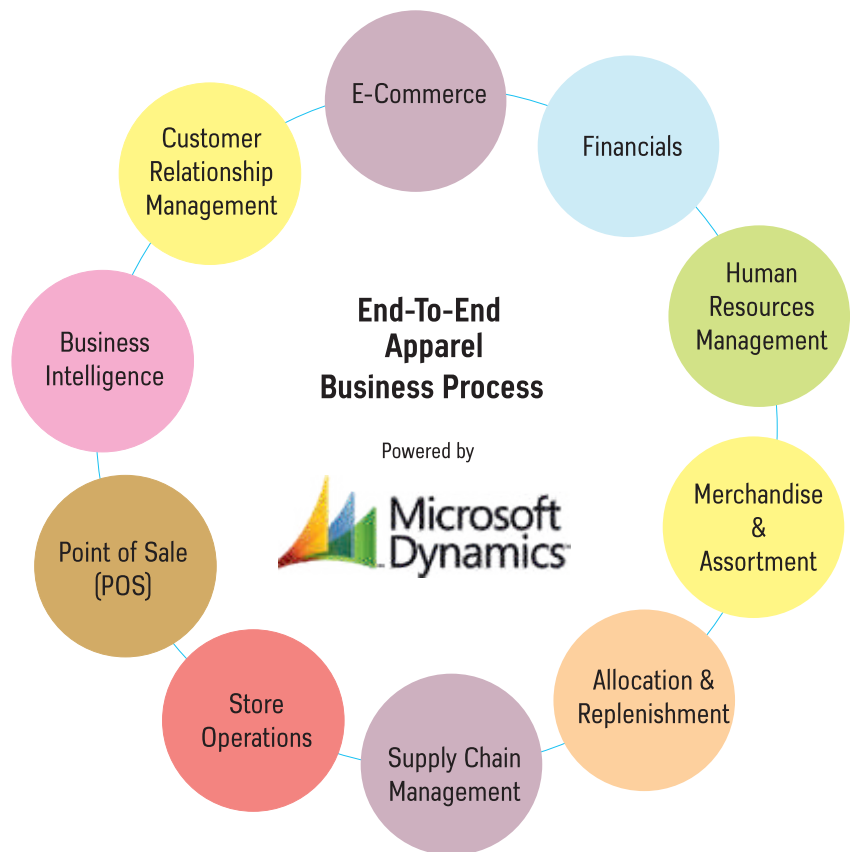 E-Commerce
Financials
Human
Resources
Management
Merchandise
&
Assortment
Allocation &
Replenishment
Supply Chain
Management
Store
Operations
Point of Sale
(POS)
Business
Intelligence
Customer
Relationship
Management
End-To-End
Apparel
Business Process
Powered by
Microsoft
Dynamics